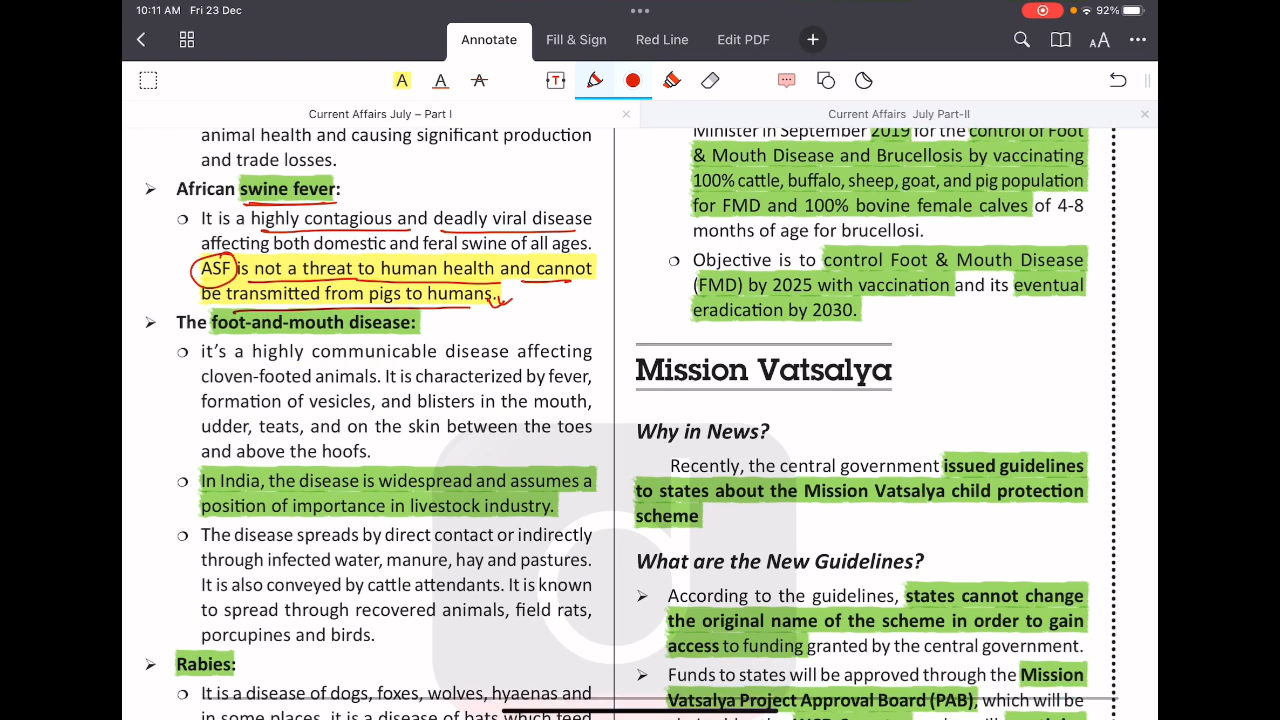 10:11 AM Fri 23 Dec
92%
Annotate
Fill & Sign
Red Line
Edit PDF
Current Affairs July – Part I
Current Affairs July Part-II
animal health and causing significant production
and trade losses.
African swine fever:
It is a highly contagious and deadly viral disease
affecting both domestic and feral swine of all ages.
ASF is not a threat to human health and cannot
be transmitted from pigs to humans.
The foot-and-mouth disease:
it's a highly communicable disease affecting
cloven-footed animals. It is characterized by fever,
formation of vesicles, and blisters in the mouth,
udder, teats, and on the skin between the toes
and above the hoofs.
In India, the disease is widespread and assumes a
position of importance in livestock industry.
The disease spreads by direct contact or indirectly
through infected water, manure, hay and pastures.
It is also conveyed by cattle attendants. It is known
to spread through recovered animals, field rats,
porcupines and birds.
Rabies:
It is a disease of dogs, foxes, wolves, hyaenas and
in some places, it is a disease of bats which feed
Minister in September 2019 for the control of Foot
& Mouth Disease and Brucellosis by vaccinating
100% cattle, buffalo, sheep, goat, and pig population
for FMD and 100% bovine female calves of 4-8
months of age for brucellosi.
Objective is to control Foot & Mouth Disease
(FMD) by 2025 with vaccination and its eventual
eradication by 2030.
Mission Vatsalya
Why in News?
Recently, the central government issued guidelines
to states about the Mission Vatsalya child protection
scheme
What are the New Guidelines?
According to the guidelines, states cannot change
the original name of the scheme in order to gain
access to funding granted by the central government.
Funds to states will be approved through the Mission
Vatsalya Project Approval Board (PAB), which will be